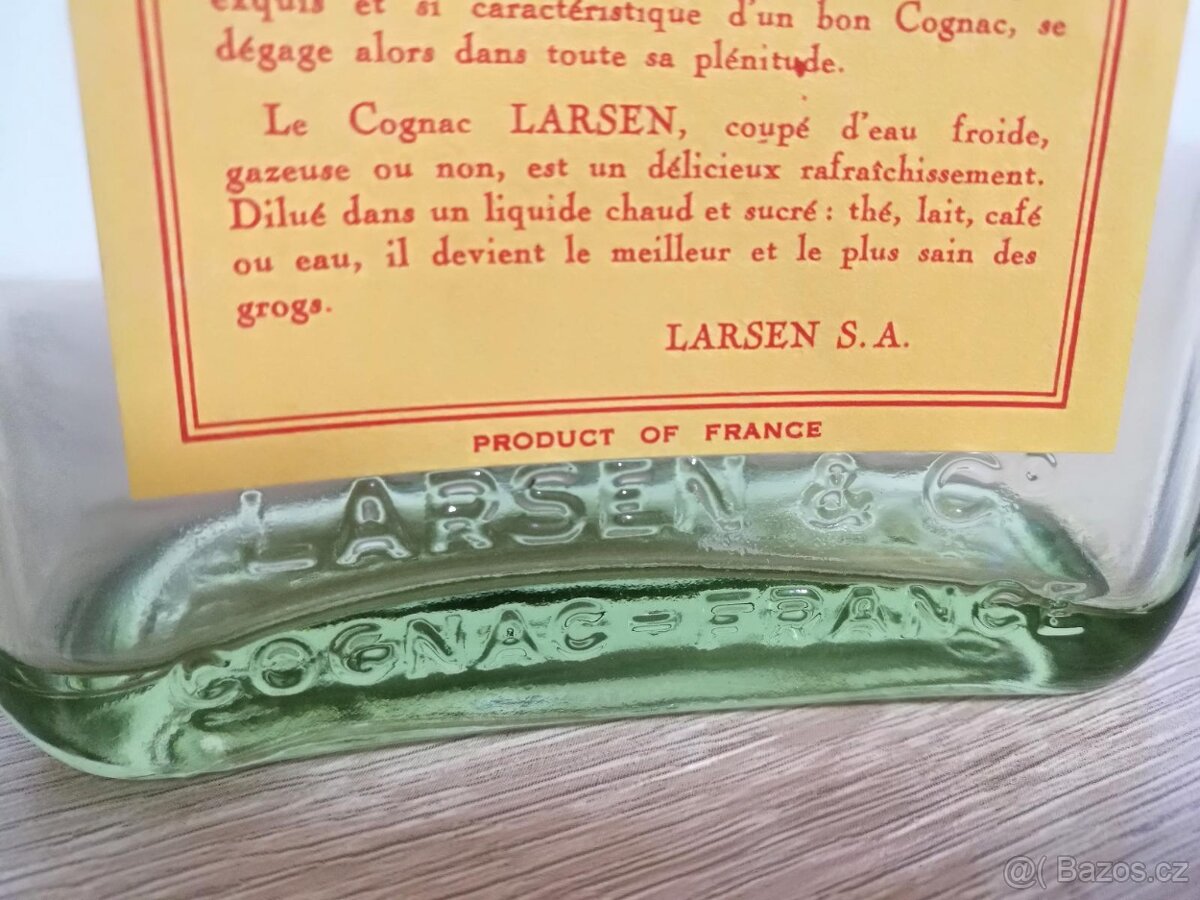 exquis et si caractéristique d'un bon Cognac, se
dégage alors dans toute sa plénitude.
Le Cognac LARSEN, coupé d'eau froide,
gazeuse ou non, est un délicieux rafraîchissement.
Dilué dans un liquide chaud et sucré : thé, lait, café
ou eau, il devient le meilleur et le plus sain des
grogs.
LARSEN S.A.
PRODUCT OF FRANCE
LARSEN & Cº
COGNAC=FRANCE
@( Bazos.cz